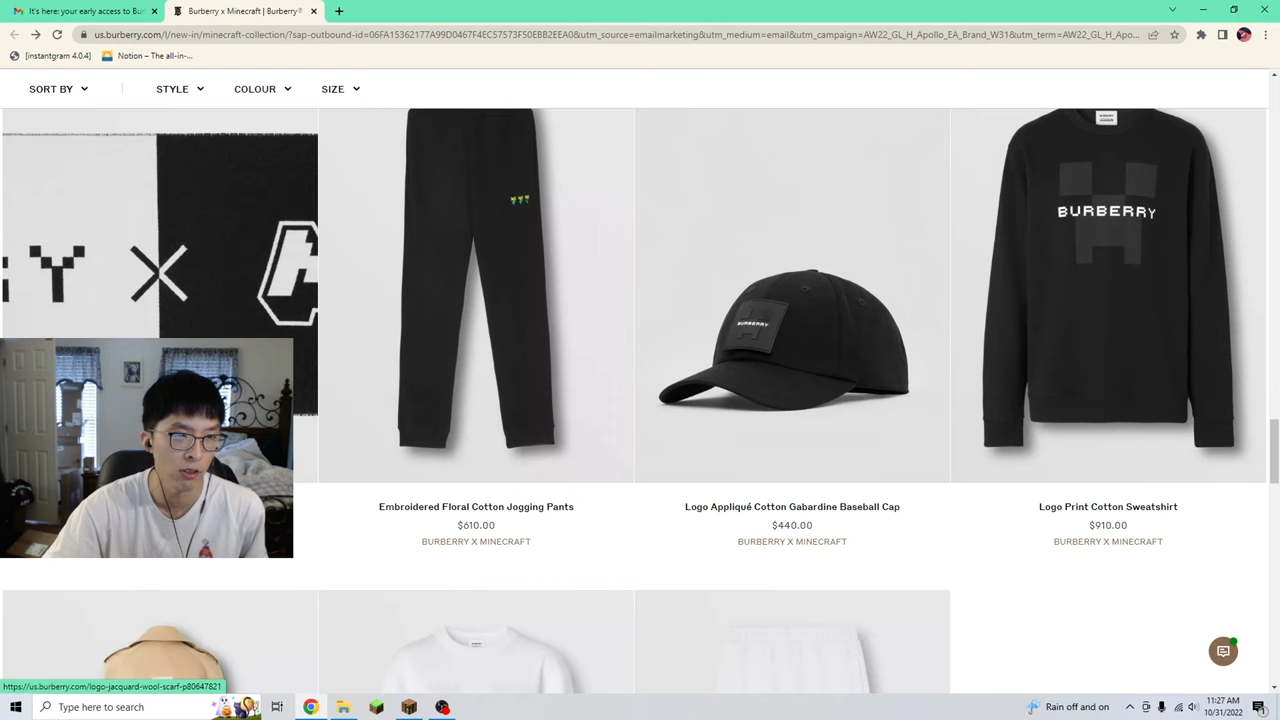 It's here: your early access to Bur
Burberry x Minecraft | Burberry®
us.burberry.com/l/new-in/minecraft-collection/?sap-outbound-id=06FA15362177A99D0467F4EC57573F50EBB2EEA0&utm_source=emailmarketing&utm_medium=email&utm_campaign=AW22_GL_H_Apollo_EA_Brand_W31&utm_term=AW22_GL_H_Apo...
[instantgram 4.0.4]
Notion – The all-in-...
SORT BY
STYLE
COLOUR
SIZE
Y X
BURBERRY
BURBERRY
BURBERRY
Embroidered Floral Cotton Jogging Pants
Logo Appliqué Cotton Gabardine Baseball Cap
Logo Print Cotton Sweatshirt
$610.00
$440.00
$910.00
BURBERRY X MINECRAFT
BURBERRY X MINECRAFT
BURBERRY X MINECRAFT
https://us.burberry.com/logo-jacquard-wool-scarf-p80647821
Type here to search
Rain off and on
11:27 AM
10/31/2022